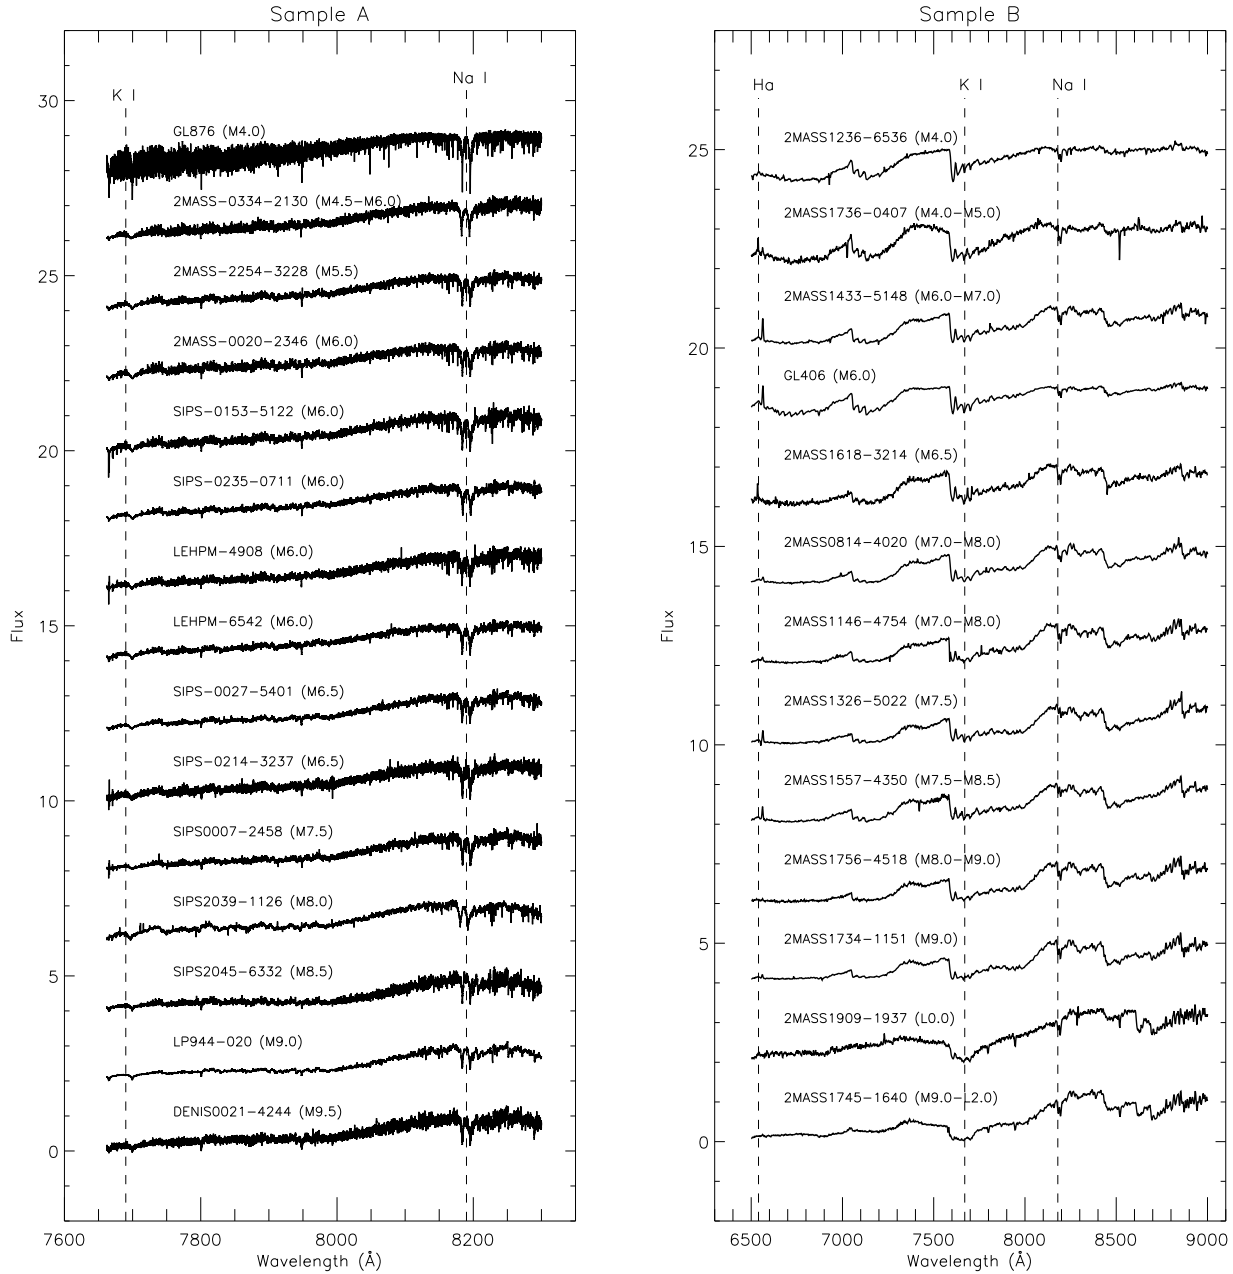 Sample A
Sample B
K I
Na I
Ha
K I
Na I
GL876 (M4.0)
2MASS-0334-2130 (M4.5-M6.0)
2MASS-2254-3228 (M5.5)
2MASS-0020-2346 (M6.0)
SIPS-0153-5122 (M6.0)
SIPS-0235-0711 (M6.0)
LEHPM-4908 (M6.0)
LEHPM-6542 (M6.0)
SIPS-0027-5401 (M6.5)
SIPS-0214-3237 (M6.5)
SIPS0007-2458 (M7.5)
SIPS2039-1126 (M8.0)
SIPS2045-6332 (M8.5)
LP944-020 (M9.0)
DENIS0021-4244 (M9.5)
30
25
20
15
10
5
0
Flux
7600
7800
8000
8200
Wavelength (Å)
2MASS1236-6536 (M4.0)
2MASS1736-0407 (M4.0-M5.0)
2MASS1433-5148 (M6.0-M7.0)
GL406 (M6.0)
2MASS1618-3214 (M6.5)
2MASS0814-4020 (M7.0-M8.0)
2MASS1146-4754 (M7.0-M8.0)
2MASS1326-5022 (M7.5)
2MASS1557-4350 (M7.5-M8.5)
2MASS1756-4518 (M8.0-M9.0)
2MASS1734-1151 (M9.0)
2MASS1909-1937 (L0.0)
2MASS1745-1640 (M9.0-L2.0)
25
20
15
10
5
0
Flux
6500
7000
7500
8000
8500
9000
Wavelength (Å)